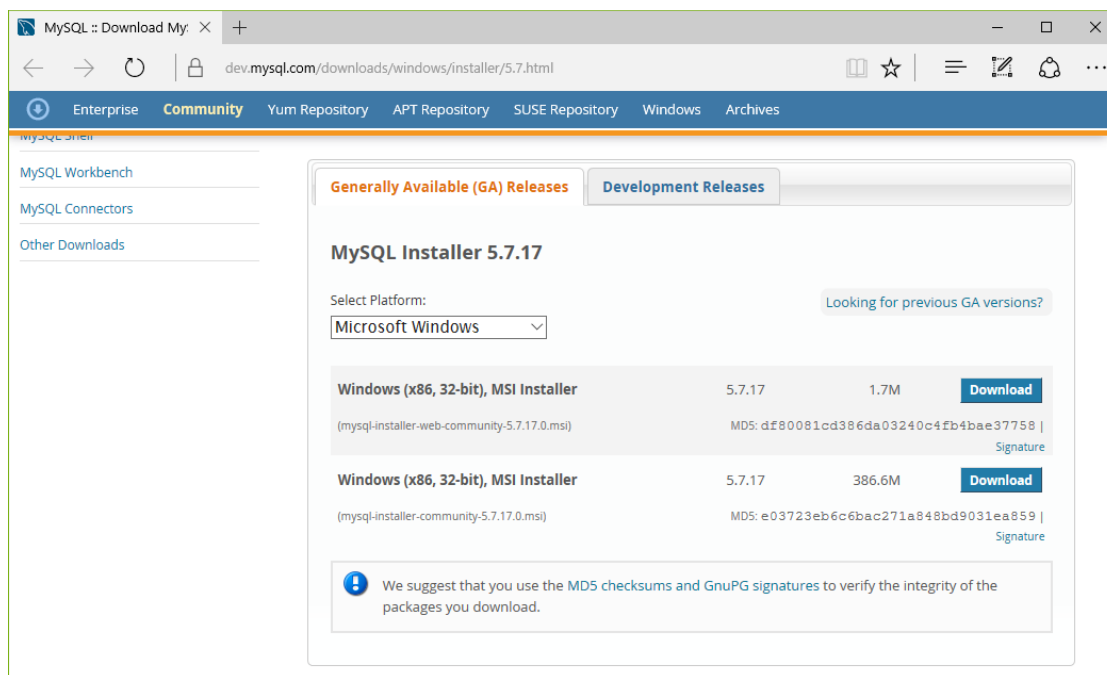 MySQL :: Download My:
dev.mysql.com/downloads/windows/installer/5.7.html
Enterprise Community Yum Repository APT Repository SUSE Repository Windows Archives
MySQL Shell
MySQL Workbench
MySQL Connectors
Other Downloads
Generally Available (GA) Releases Development Releases
MySQL Installer 5.7.17
Select Platform:
Looking for previous GA versions?
Microsoft Windows
Windows (x86, 32-bit), MSI Installer 5.7.17 1.7M Download
(mysql-installer-web-community-5.7.17.0.msi) MD5: df80081cd386da03240c4fb4bae37758 |
Signature
Windows (x86, 32-bit), MSI Installer 5.7.17 386.6M Download
(mysql-installer-community-5.7.17.0.msi) MD5: e03723eb6c6bac271a848bd9031ea859 |
Signature
We suggest that you use the MD5 checksums and GnuPG signatures to verify the integrity of the
packages you download.